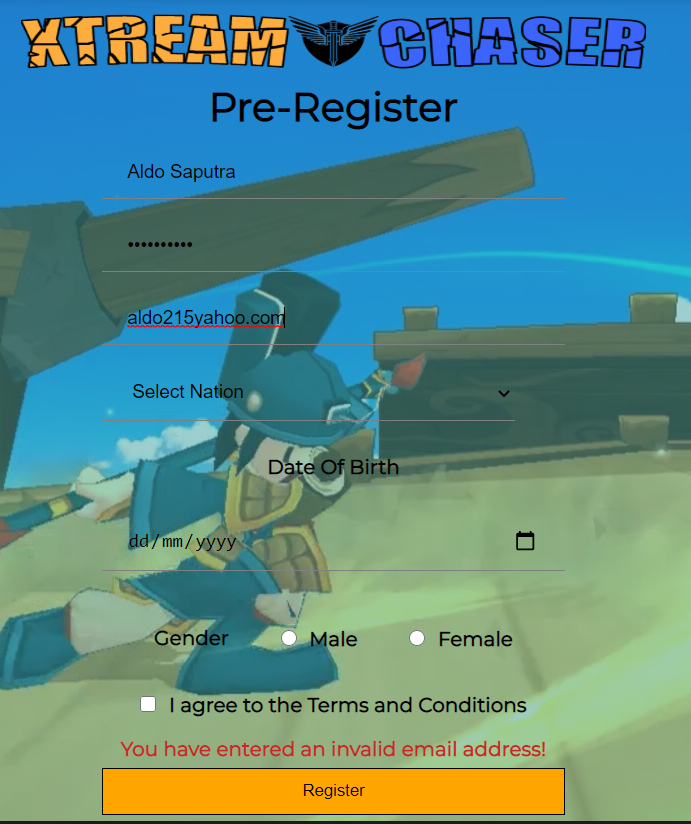 XTREAM CHASER
Pre-Register
Aldo Saputra
••••••••••
aldo215yahoo.com
Select Nation
Date Of Birth
dd/mm/yyyy
Gender Male Female
I agree to the Terms and Conditions
You have entered an invalid email address!
Register